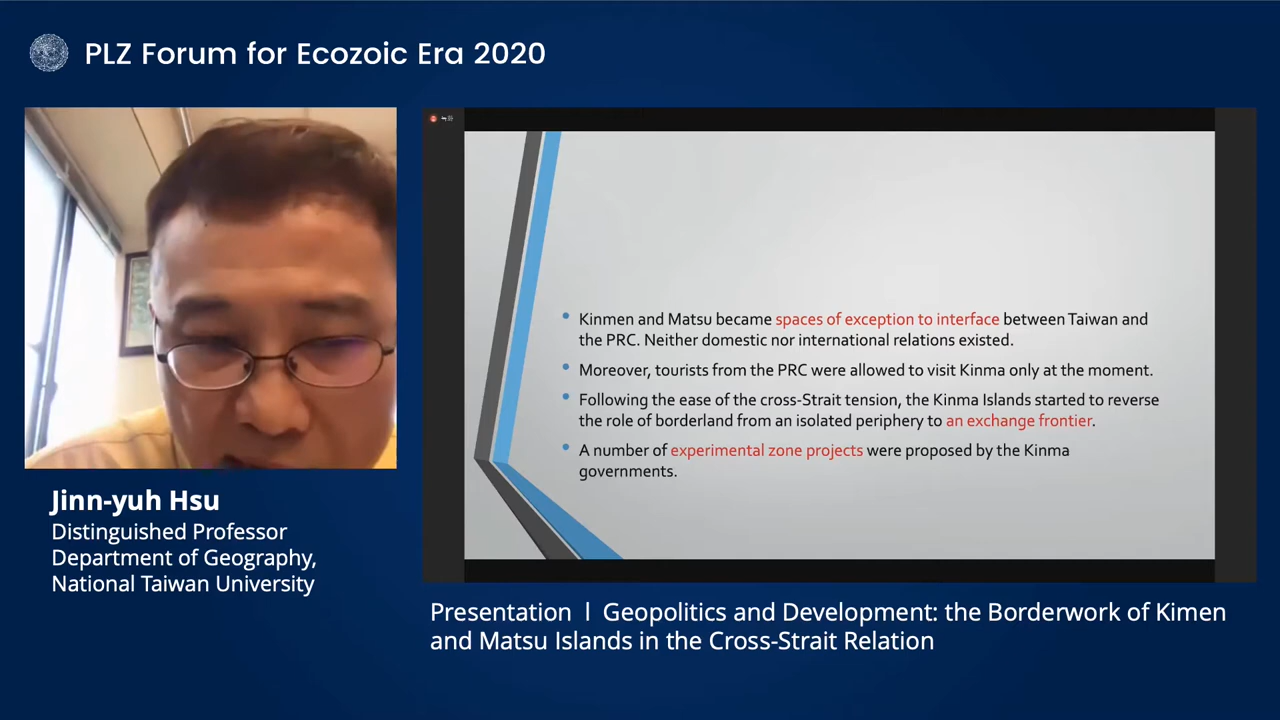 PLZ Forum for Ecozoic Era 2020
Kinmen and Matsu became spaces of exception to interface between Taiwan and
the PRC. Neither domestic nor international relations existed.
Moreover, tourists from the PRC were allowed to visit Kinma only at the moment.
Following the ease of the cross-Strait tension, the Kinma Islands started to reverse
the role of borderland from an isolated periphery to an exchange frontier.
A number of experimental zone projects were proposed by the Kinma
governments.
Jinn-yuh Hsu
Distinguished Professor
Department of Geography,
National Taiwan University
Presentation | Geopolitics and Development: the Borderwork of Kimen
and Matsu Islands in the Cross-Strait Relation